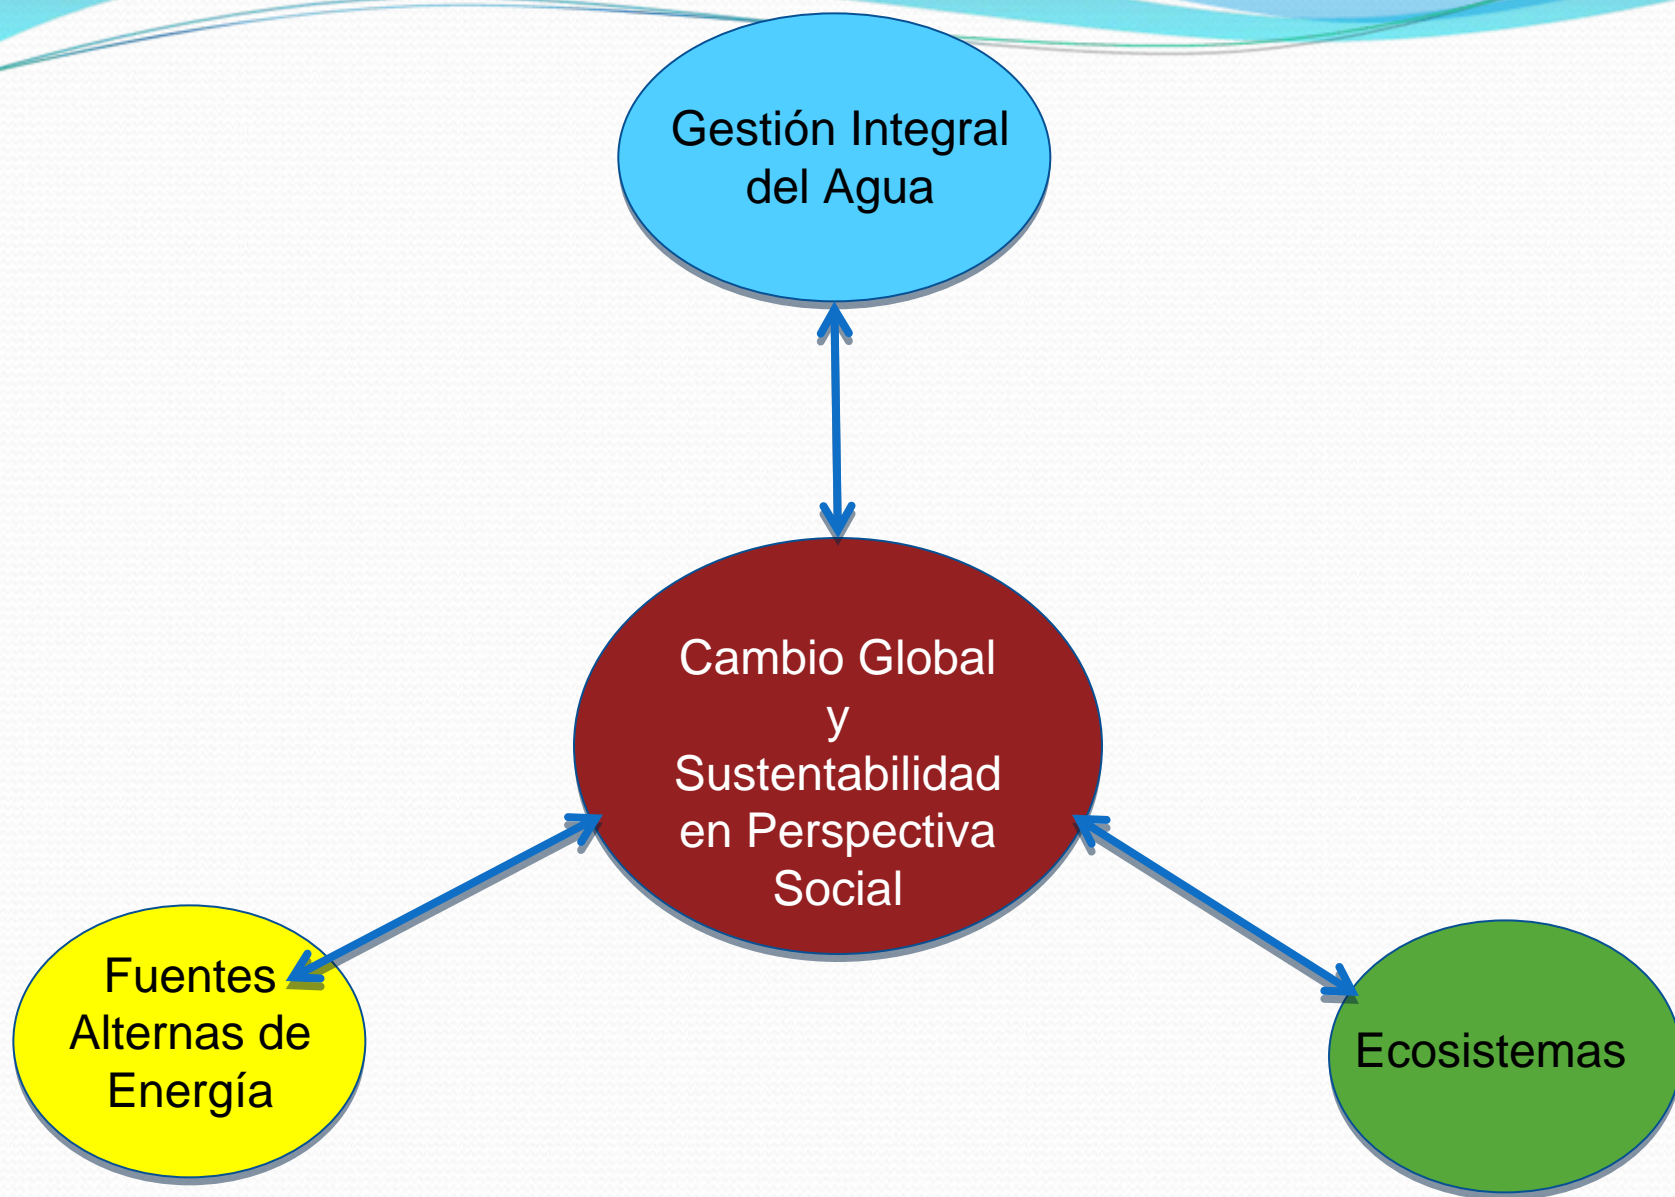 Gestión Integral
del Agua
Cambio Global
y
Sustentabilidad
en Perspectiva
Social
Fuentes
Alternas de
Energía
Ecosistemas